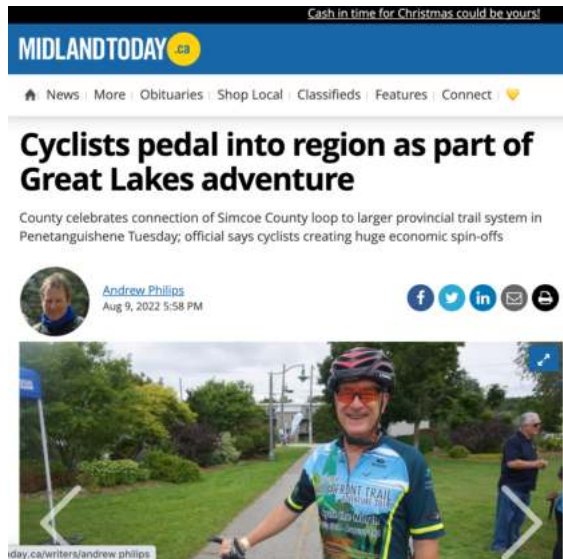 Cash in time for Christmas could be yours!
MIDLANDTODAY .ca
News More Obituaries Shop Local Classifieds Features Connect
Cyclists pedal into region as part of
Great Lakes adventure
County celebrates connection of Simcoe County loop to larger provincial trail system in
Penetanguishene Tuesday; official says cyclists creating huge economic spin-offs
Andrew Philips
Aug 9, 2022 5:58 PM
FRONT TRAIL
day.ca/writers/andrew philips